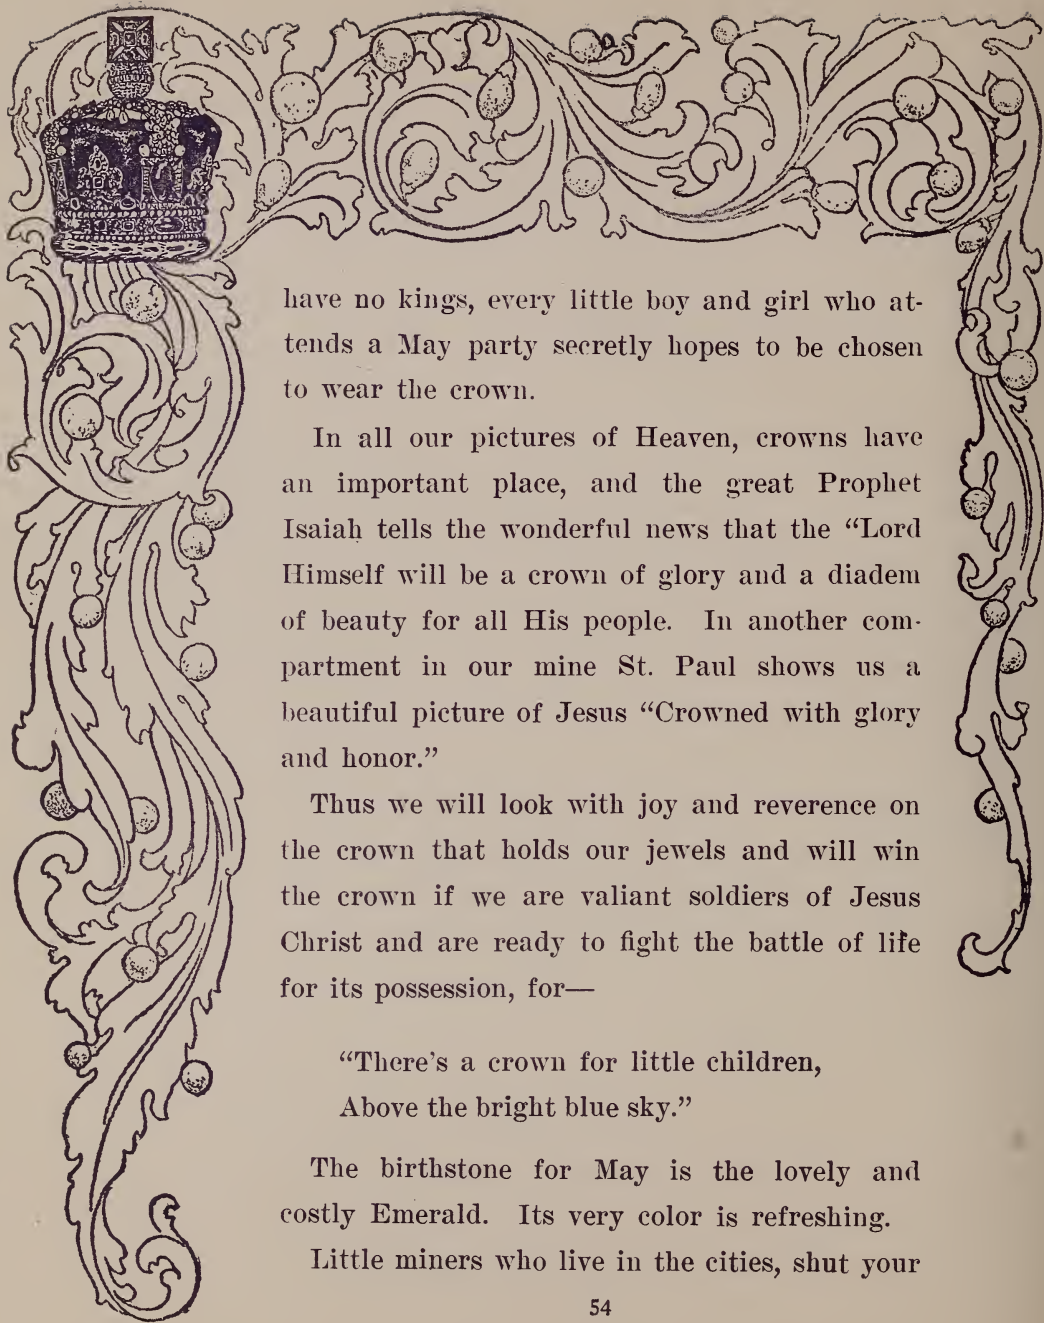 have no kings, every little boy and girl who at-
tends a May party secretly hopes to be chosen
to wear the crown.
In all our pictures of Heaven, crowns have
an important place, and the great Prophet
Isaiah tells the wonderful news that the “Lord
Himself will be a crown of glory and a diadem
of beauty for all His people. In another com-
partment in our mine St. Paul shows us a
beautiful picture of Jesus “Crowned with glory
and honor.”
Thus we will look with joy and reverence on
the crown that holds our jewels and will win
the crown if we are valiant soldiers of Jesus
Christ and are ready to fight the battle of life
for its possession, for—
“There’s a crown for little children,
Above the bright blue sky.”
The birthstone for May is the lovely and
costly Emerald. Its very color is refreshing.
Little miners who live in the cities, shut your
54